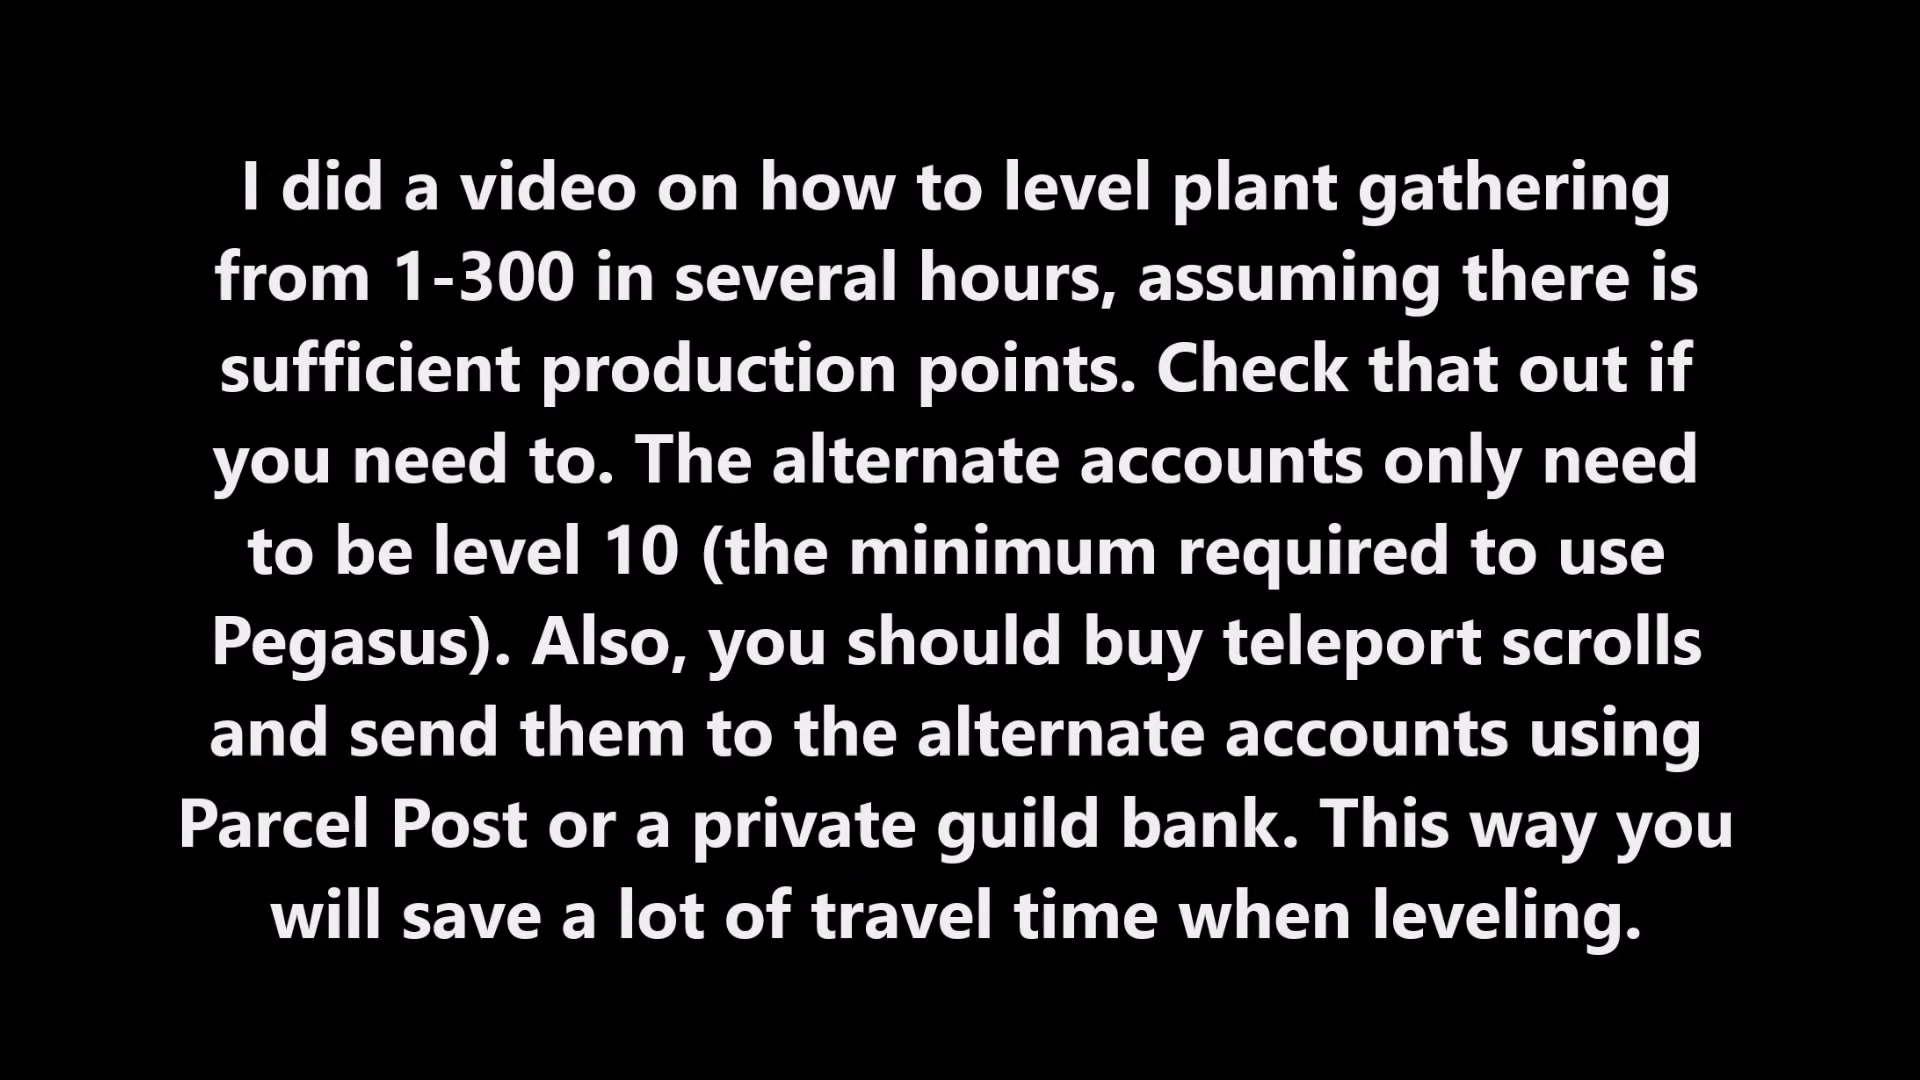 I did a video on how to level plant gathering
from 1-300 in several hours, assuming there is
sufficient production points. Check that out if
you need to. The alternate accounts only need
to be level 10 (the minimum required to use
Pegasus). Also, you should buy teleport scrolls
and send them to the alternate accounts using
Parcel Post or a private guild bank. This way you
will save a lot of travel time when leveling.